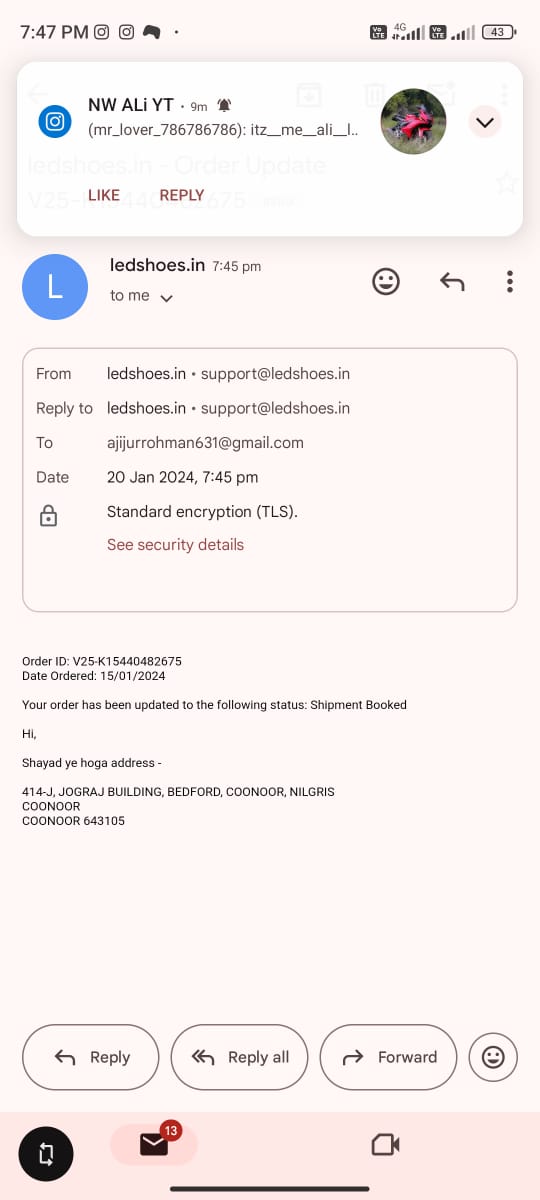 7:47 PM
4G
Vo LTE
Vo LTE
43
NW ALi YT • 9m
(mr_lover_786786786): itz__me__ali__l..
ledshoes.in - Order Update
LIKE REPLY
L
ledshoes.in 7:45 pm
to me
From ledshoes.in • support@ledshoes.in
Reply to ledshoes.in • support@ledshoes.in
To ajijurrohman631@gmail.com
Date 20 Jan 2024, 7:45 pm
Standard encryption (TLS).
See security details
Order ID: V25-K15440482675
Date Ordered: 15/01/2024
Your order has been updated to the following status: Shipment Booked
Hi,
Shayad ye hoga address -
414-J, JOGRAJ BUILDING, BEDFORD, COONOOR, NILGRIS
COONOOR
COONOOR 643105
Reply Reply all Forward
13